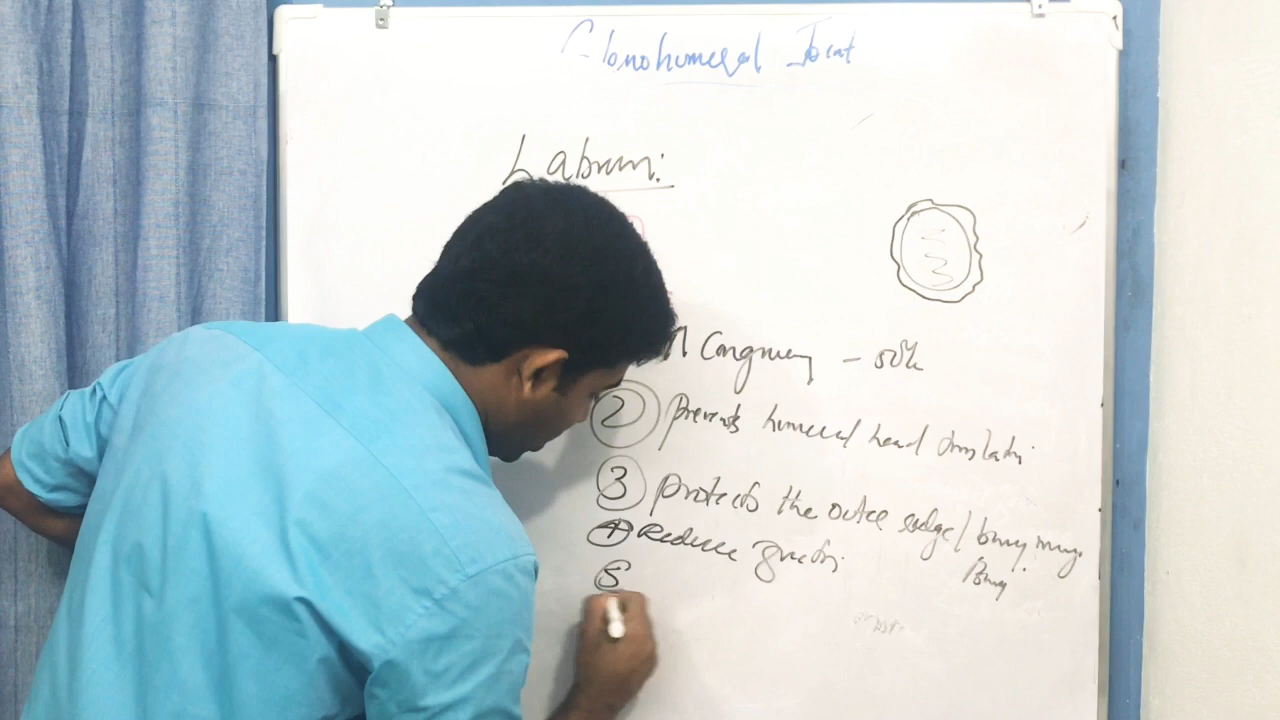 Glenohumeral Joint
Labrum:
Congruency - 50%
② prevents humeral head translation
③ protects the outer edge / bony
④ Reduce friction
⑤